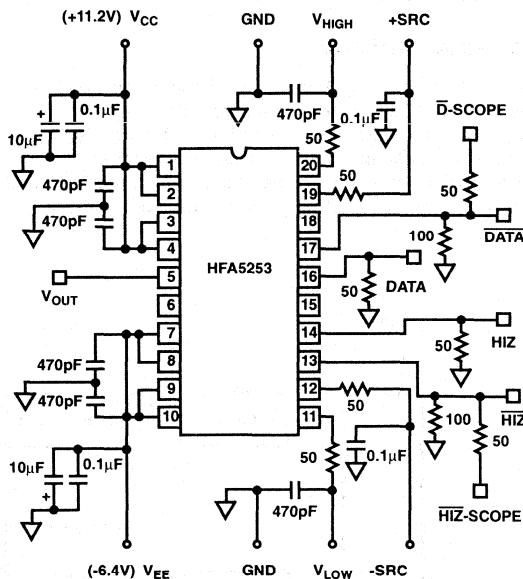 (+11.2V) VCC GND VHIGH +SRC
D̅-SCOPE
+
10μF 0.1μF 470pF 0.1μF
50
50
50
470pF
470pF
1 20
2 19
3 18
4 17
5 16
6 15
7 14
8 13
9 12
10 11
HFA5253
100
D̅A̅T̅A̅
VOUT
50
DATA
HIZ
50
470pF
470pF
50
100
50
H̅I̅Z̅
10μF 0.1μF
+
50
0.1μF
470pF
H̅I̅Z̅-SCOPE
(-6.4V) VEE GND VLOW -SRC